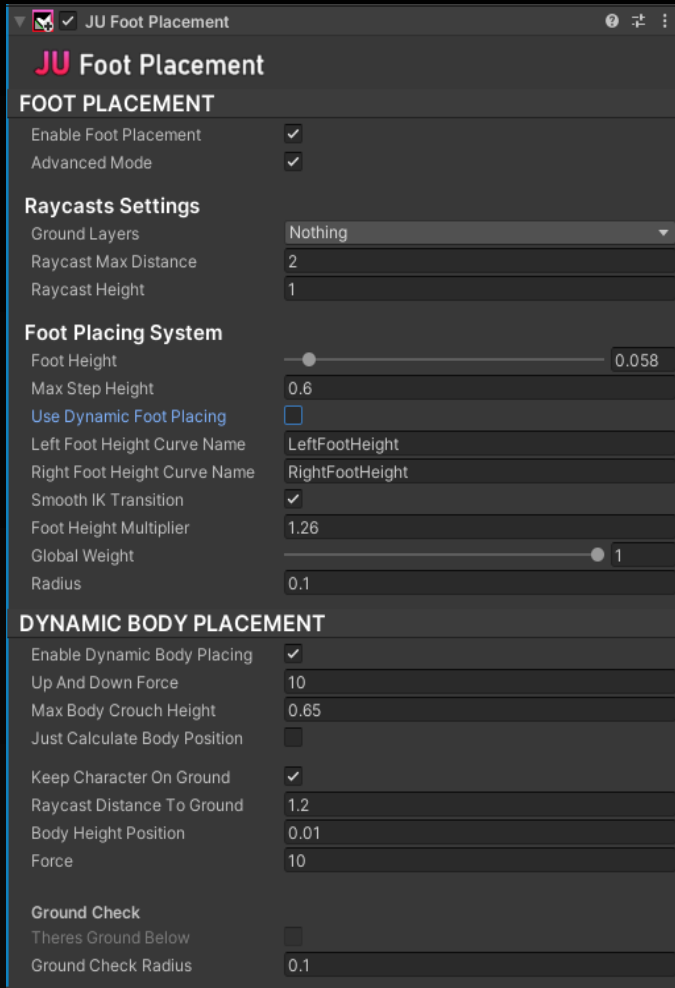 JU Foot Placement
JU Foot Placement
FOOT PLACEMENT
Enable Foot Placement
Advanced Mode
Raycasts Settings
Ground Layers Nothing
Raycast Max Distance 2
Raycast Height 1
Foot Placing System
Foot Height 0.058
Max Step Height 0.6
Use Dynamic Foot Placing
Left Foot Height Curve Name LeftFootHeight
Right Foot Height Curve Name RightFootHeight
Smooth IK Transition
Foot Height Multiplier 1.26
Global Weight 1
Radius 0.1
DYNAMIC BODY PLACEMENT
Enable Dynamic Body Placing
Up And Down Force 10
Max Body Crouch Height 0.65
Just Calculate Body Position
Keep Character On Ground
Raycast Distance To Ground 1.2
Body Height Position 0.01
Force 10
Ground Check
Theres Ground Below
Ground Check Radius 0.1